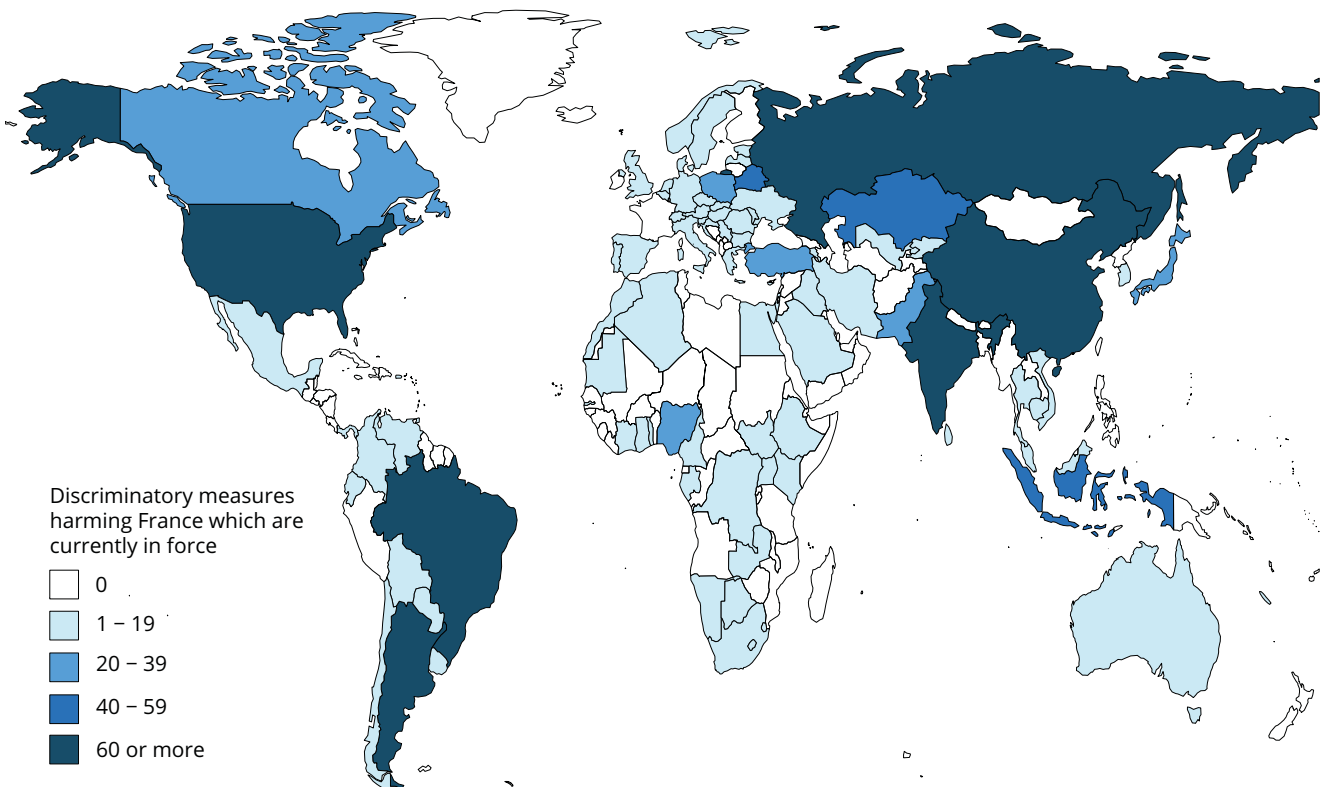 Discriminatory measures
harming France which are
currently in force
0
1 – 19
20 – 39
40 – 59
60 or more